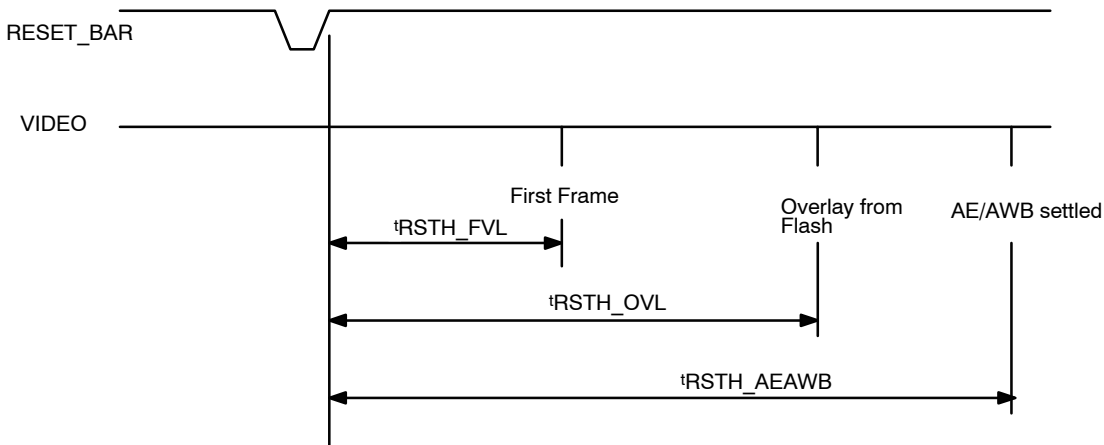 RESET_BAR
VIDEO
First Frame
Overlay from
Flash
AE/AWB settled
tRSTH_FVL
tRSTH_OVL
tRSTH_AEAWB